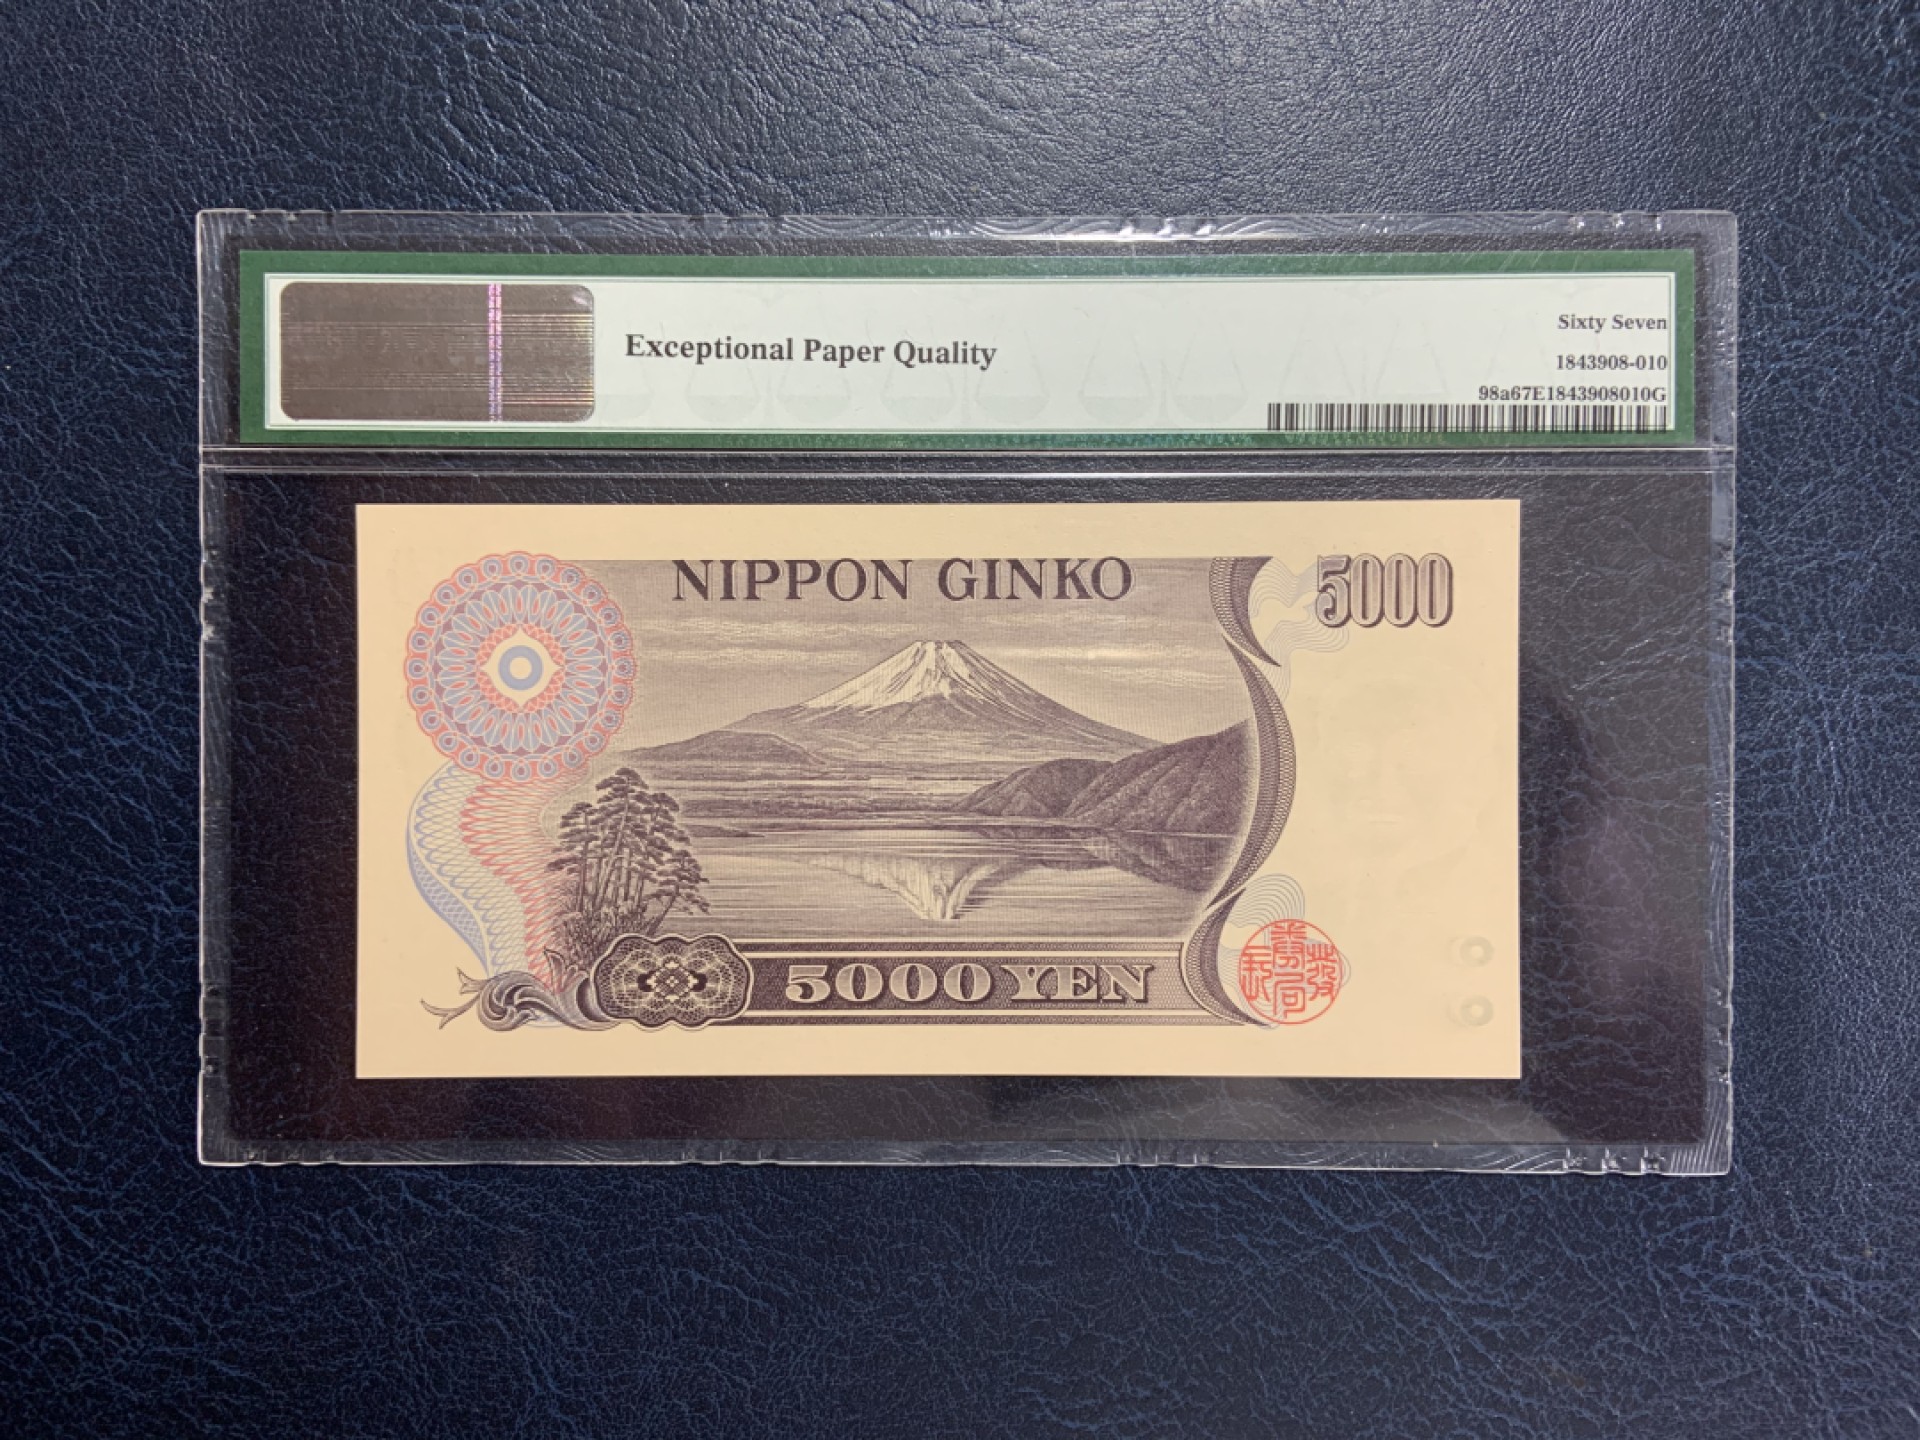 Exceptional Paper Quality
Sixty Seven
1843908-010
98a67E1843908010G
NIPPON GINKO
5000
5000 YEN